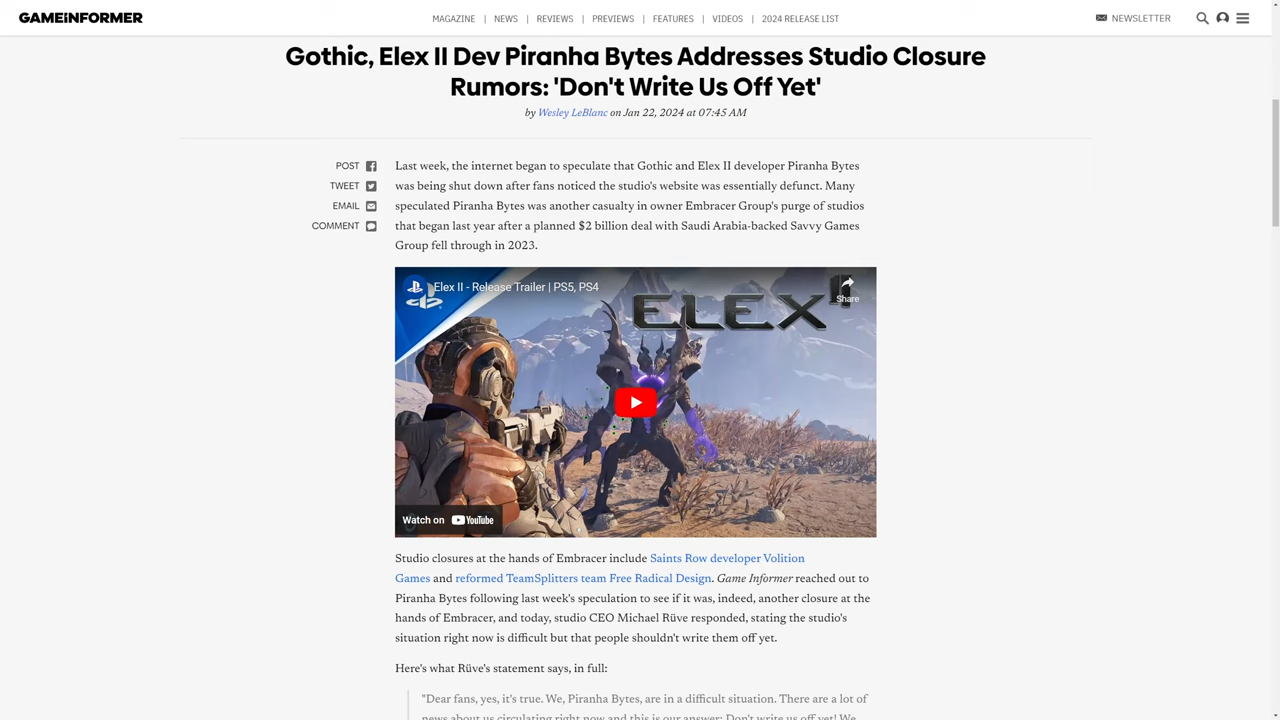 GAMEINFORMER
MAGAZINE | NEWS | REVIEWS | PREVIEWS | FEATURES | VIDEOS | 2024 RELEASE LIST
NEWSLETTER
Gothic, Elex II Dev Piranha Bytes Addresses Studio Closure
Rumors: 'Don't Write Us Off Yet'
by Wesley LeBlanc on Jan 22, 2024 at 07:45 AM
POST
TWEET
EMAIL
COMMENT
Last week, the internet began to speculate that Gothic and Elex II developer Piranha Bytes
was being shut down after fans noticed the studio's website was essentially defunct. Many
speculated Piranha Bytes was another casualty in owner Embracer Group's purge of studios
that began last year after a planned $2 billion deal with Saudi Arabia-backed Savvy Games
Group fell through in 2023.
Elex II - Release Trailer | PS5, PS4
Share
ELEX II
Watch on YouTube
Studio closures at the hands of Embracer include Saints Row developer Volition
Games and reformed TeamSplitters team Free Radical Design. Game Informer reached out to
Piranha Bytes following last week's speculation to see if it was, indeed, another closure at the
hands of Embracer, and today, studio CEO Michael Rüve responded, stating the studio's
situation right now is difficult but that people shouldn't write them off yet.
Here's what Rüve's statement says, in full:
"Dear fans, yes, it's true. We, Piranha Bytes, are in a difficult situation. There are a lot of
news about us circulating right now and this is our answer: Don't write us off yet! We